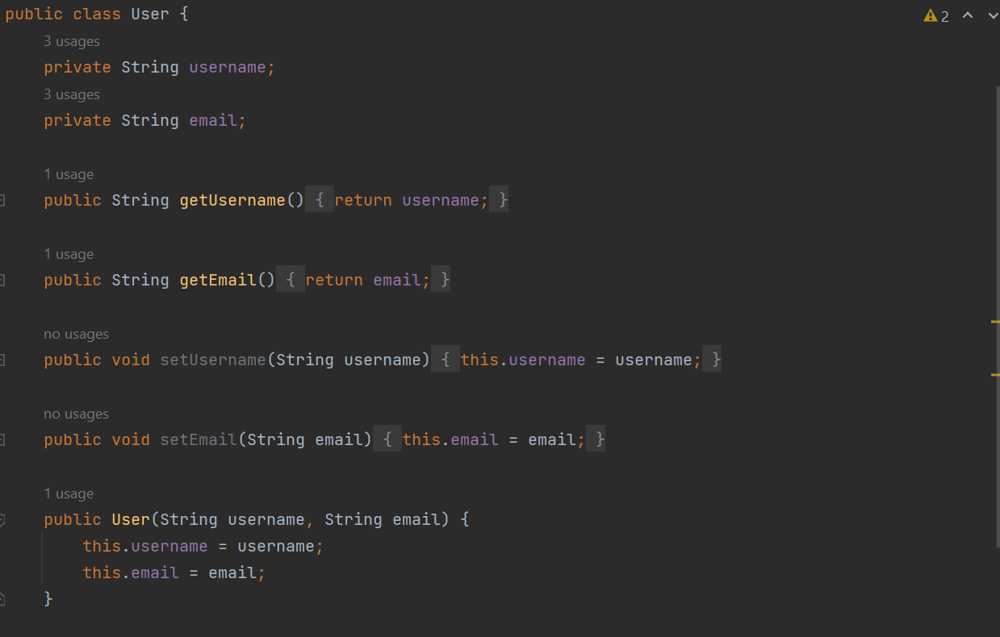 public class User {
2
3 usages
private String username;
3 usages
private String email;
1 usage
public String getUsername() { return username; }
1 usage
public String getEmail() { return email; }
no usages
public void setUsername(String username) { this.username = username; }
no usages
public void setEmail(String email) { this.email = email; }
1 usage
public User(String username, String email) {
this.username = username;
this.email = email;
}